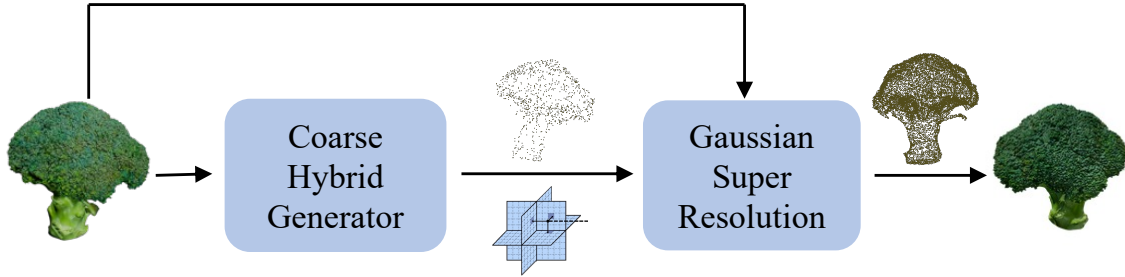 Coarse
Hybrid
Generator
Gaussian
Super
Resolution